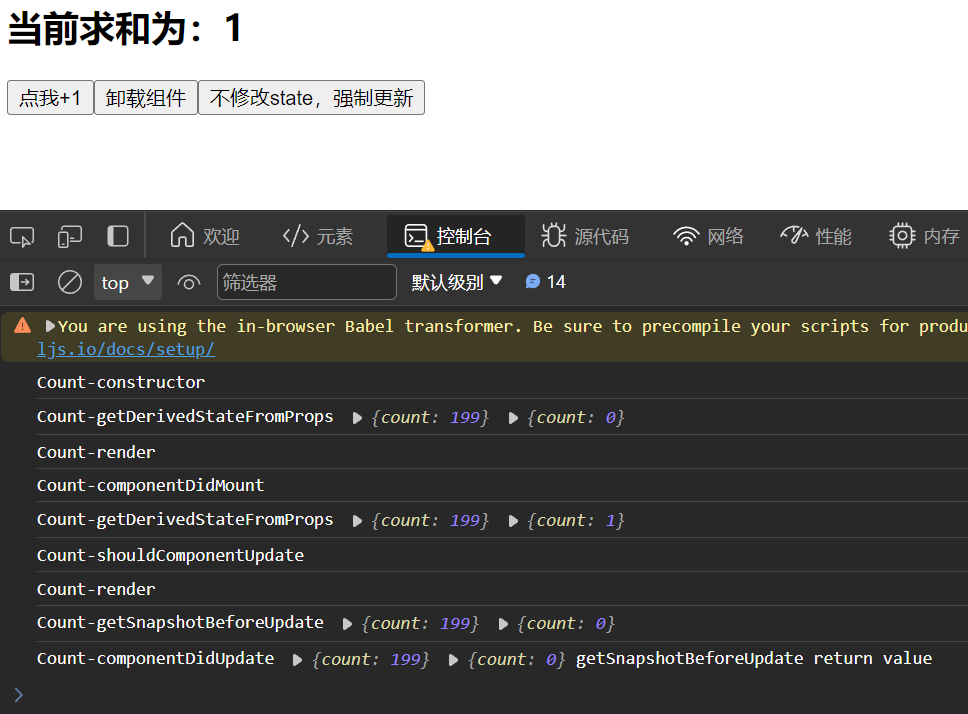 当前求和为：1
点我+1 卸载组件 不修改state，强制更新
欢迎 元素 控制台 源代码 网络 性能 内存
top 筛选器 默认级别 14
You are using the in-browser Babel transformer. Be sure to precompile your scripts for produ
ljs.io/docs/setup/
Count-constructor
Count-getDerivedStateFromProps ▶ {count: 199} ▶ {count: 0}
Count-render
Count-componentDidMount
Count-getDerivedStateFromProps ▶ {count: 199} ▶ {count: 1}
Count-shouldComponentUpdate
Count-render
Count-getSnapshotBeforeUpdate ▶ {count: 199} ▶ {count: 0}
Count-componentDidUpdate ▶ {count: 199} ▶ {count: 0} getSnapshotBeforeUpdate return value